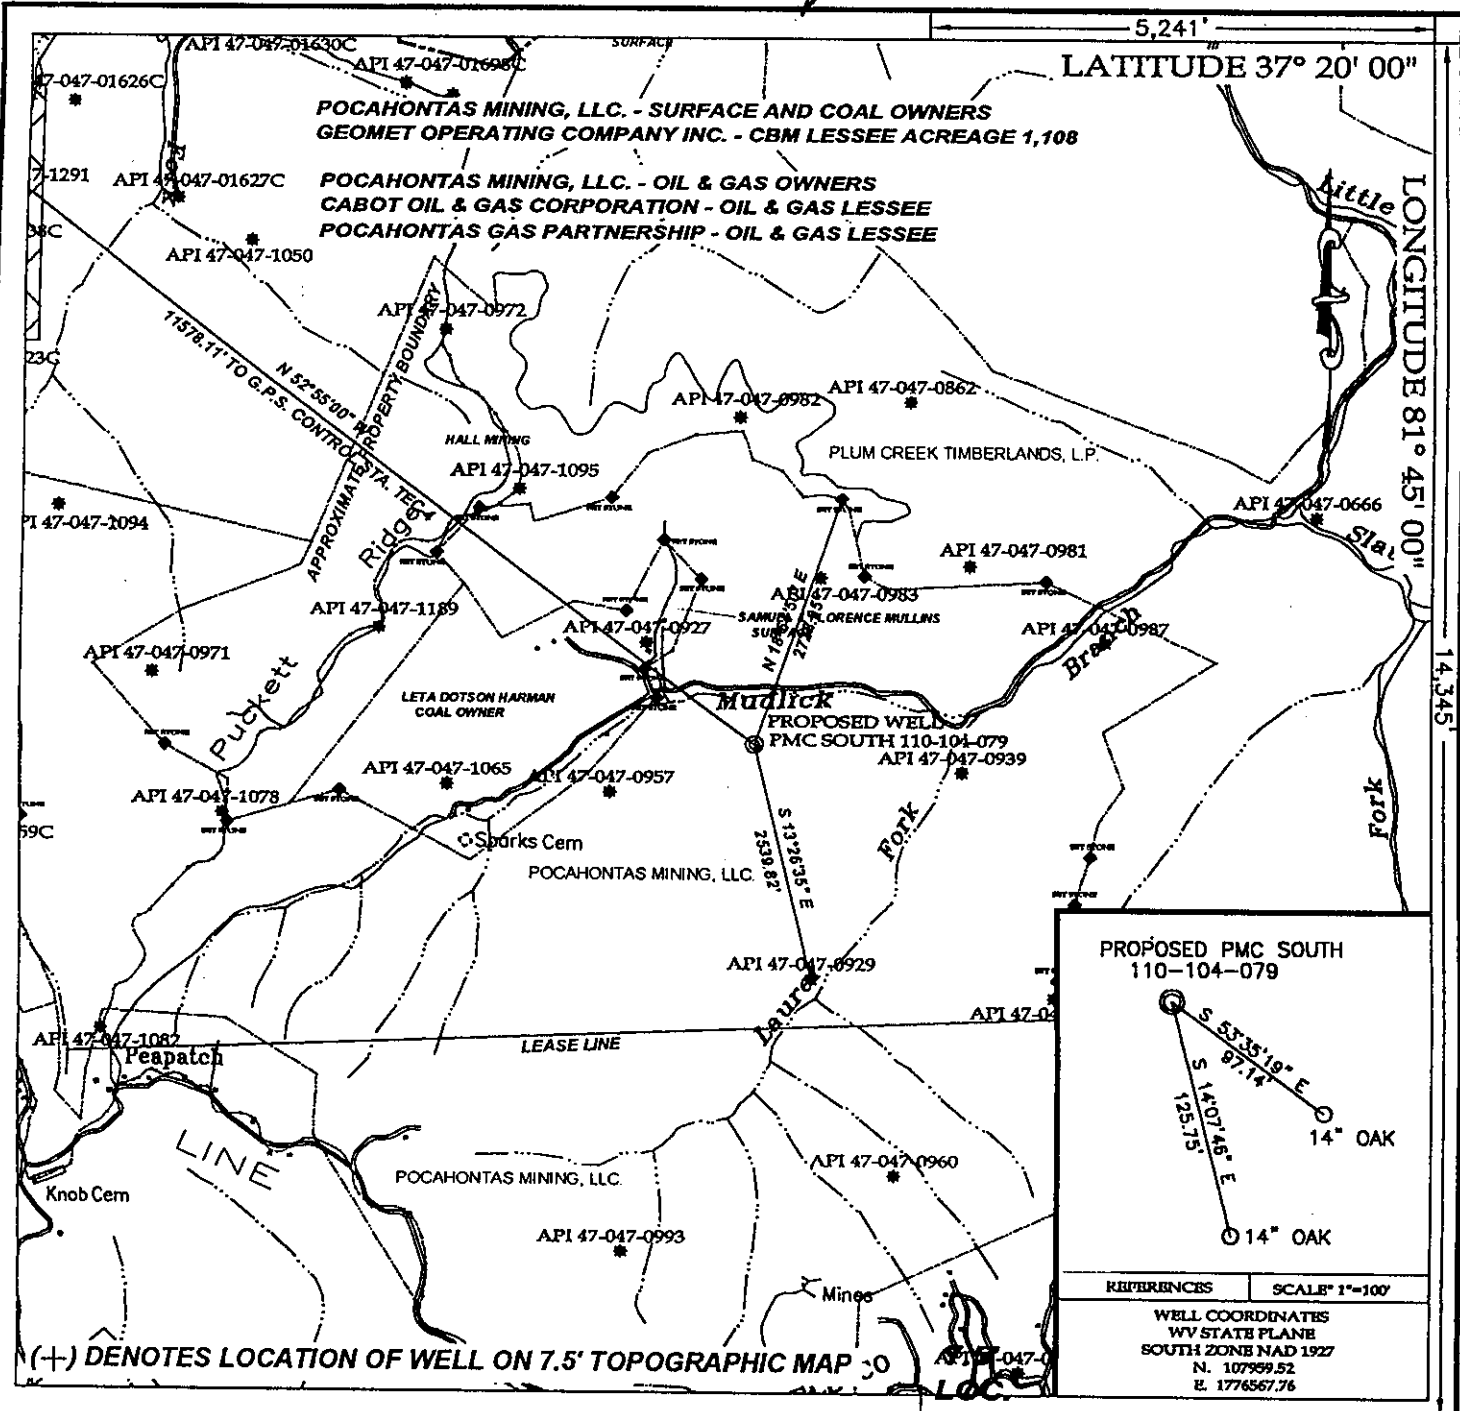 5,241'
LATITUDE 37° 20' 00"
LONGITUDE 81° 45' 00"
14,345'
API 47-047-01630C
API 47-047-01698C
SURFACE
47-047-01626C
POCAHONTAS MINING, LLC. - SURFACE AND COAL OWNERS
GEOMET OPERATING COMPANY INC. - CBM LESSEE ACREAGE 1,108
7-1291
API 47-047-01627C
POCAHONTAS MINING, LLC. - OIL & GAS OWNERS
CABOT OIL & GAS CORPORATION - OIL & GAS LESSEE
POCAHONTAS GAS PARTNERSHIP - OIL & GAS LESSEE
Little
38C
API 47-047-1050
API 47-047-0972
11578.11' TO G.P.S. CONTROL STA. TEC4
N 52°55'00" W
APPROXIMATE PROPERTY BOUNDARY
23C
API 47-047-0982
API 47-047-0862
HALL MINING
PLUM CREEK TIMBERLANDS, L.P.
API 47-047-1095
API 47-047-0666
PI 47-047-1094
Ridge
API 47-047-0981
API 47-047-0983
API 47-047-1189
SAMUEL FLORENCE MULLINS
API 47-047-0927
API 47-047-0987
Branch
API 47-047-0971
Puckett
LETA DOTSON HARMAN
COAL OWNER
Mudlick
PROPOSED WELL
PMC SOUTH 110-104-079
API 47-047-0939
API 47-047-1065
API 47-047-0957
API 47-047-1078
59C
Sparks Cem
S 13°26'35" E
2539.82'
Fork
Fork
POCAHONTAS MINING, LLC.
API 47-047-0929
Laurel
API 47-04
API 47-047-1082
Peapatch
LEASE LINE
LINE
Knob Cem
POCAHONTAS MINING, LLC.
API 47-047-0960
API 47-047-0993
Mines
PROPOSED PMC SOUTH
110-104-079
S 53°35'19" E
97.14'
S 14°07'46" E
125.75'
14" OAK
14" OAK
REFERENCES
SCALE" 1"=100'
WELL COORDINATES
WV STATE PLANE
SOUTH ZONE NAD 1927
N. 107959.52
E. 1776567.76
(+) DENOTES LOCATION OF WELL ON 7.5' TOPOGRAPHIC MAP
LOC.